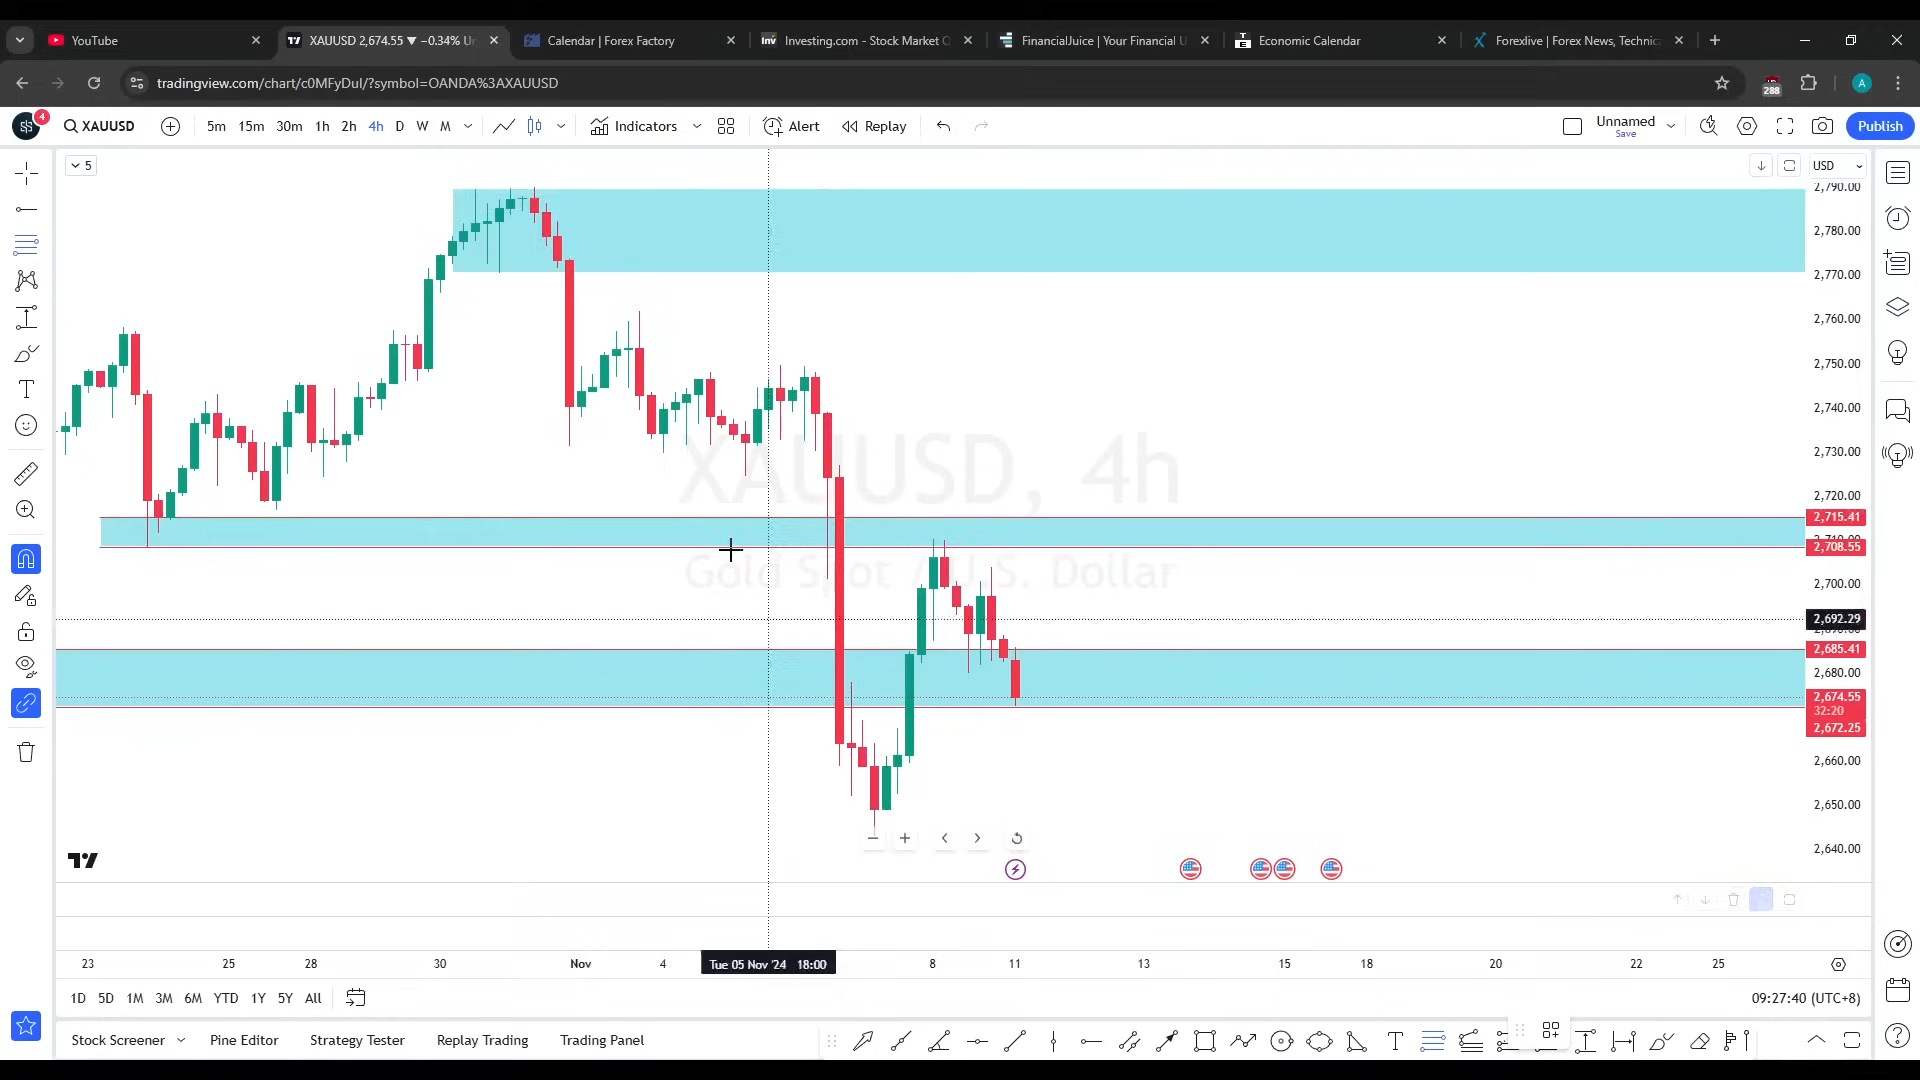 YouTube
XAUUSD 2,674.55 ▼ −0.34% Un
Calendar | Forex Factory
Inv
Investing.com - Stock Market Q
FinancialJuice | Your Financial U
Economic Calendar
Forexlive | Forex News, Technica
tradingview.com/chart/c0MFyDuI/?symbol=OANDA%3AXAUUSD
288
A
4
XAUUSD
5m 15m 30m 1h 2h 4h D W M
Indicators
Alert
Replay
Unnamed
Save
Publish
5
USD
2,790.00
2,780.00
2,770.00
2,760.00
2,750.00
2,740.00
2,730.00
2,720.00
2,715.41
2,708.55
2,700.00
2,692.29
2,685.41
2,680.00
2,674.55
32:20
2,672.25
2,660.00
2,650.00
2,640.00
XAUUSD, 4h
Gold Spot / U.S. Dollar
23 25 28 30 Nov 4 Tue 05 Nov '24 18:00 8 11 13 15 18 20 22 25
1D 5D 1M 3M 6M YTD 1Y 5Y All
09:27:40 (UTC+8)
Stock Screener
Pine Editor
Strategy Tester
Replay Trading
Trading Panel